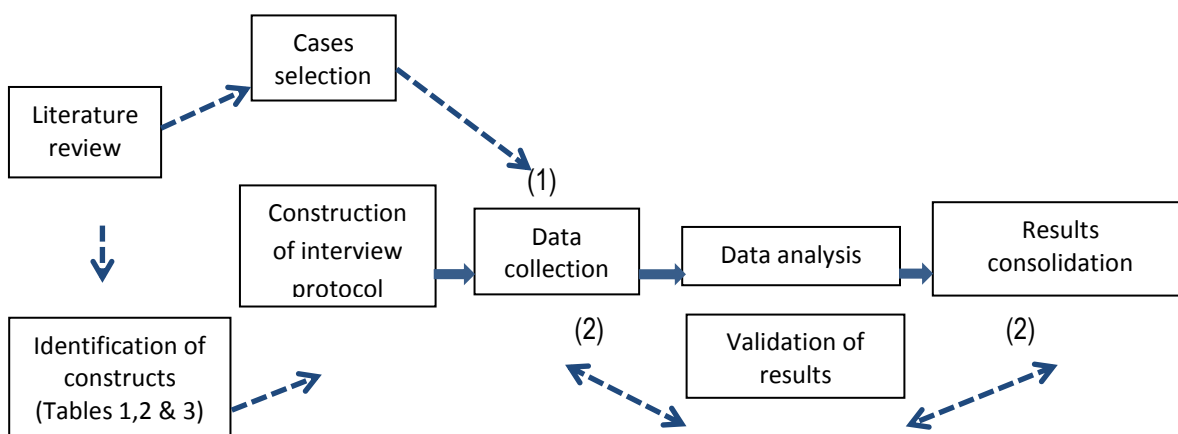 Cases
selection
Literature
review
(1)
Construction
of interview
protocol
Data
collection
Data analysis
Results
consolidation
(2)
(2)
Identification of
constructs
(Tables 1,2 & 3)
Validation of
results